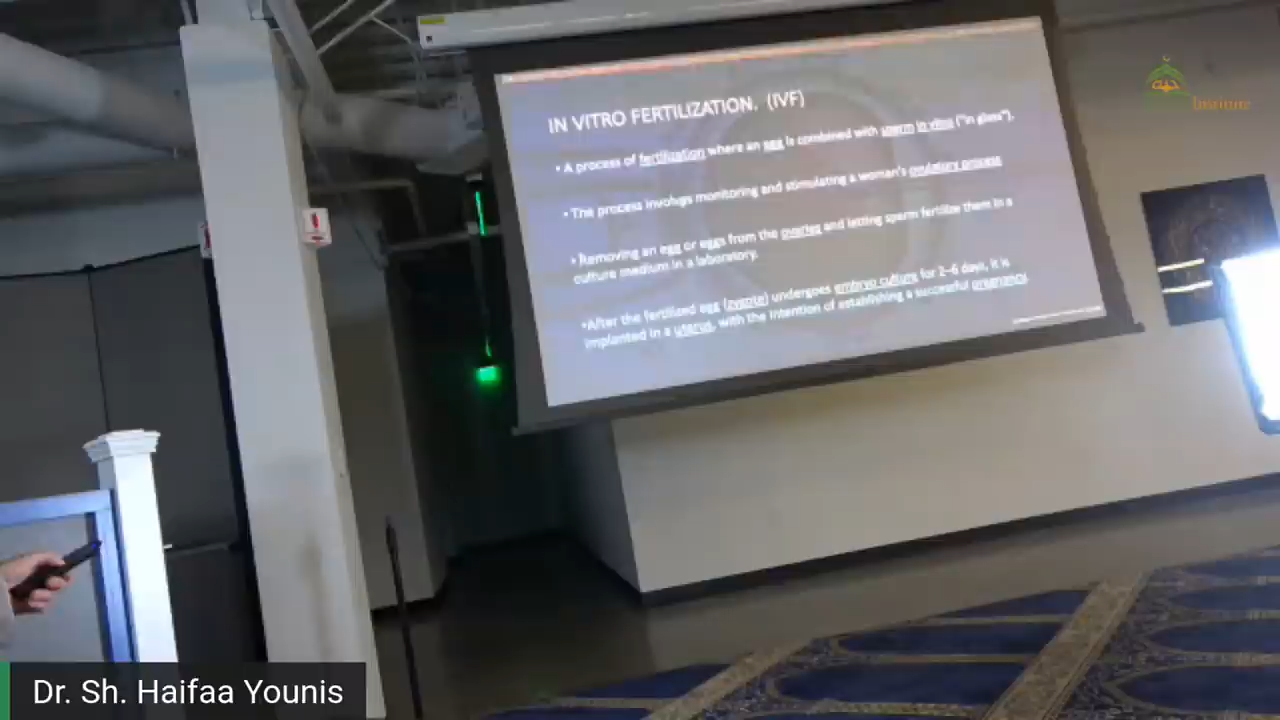 IN VITRO FERTILIZATION. (IVF)
• A process of fertilization where an egg is combined with sperm in vitro ("in glass").
• The process involves monitoring and stimulating a woman's ovulatory process
• Removing an egg or eggs from the ovaries and letting sperm fertilize them in a
culture medium in a laboratory.
•After the fertilised egg (zygote) undergoes embryo culture for 2–6 days, it is
implanted in a uterus, with the intention of establishing a successful pregnancy.
Institute
Dr. Sh. Haifaa Younis